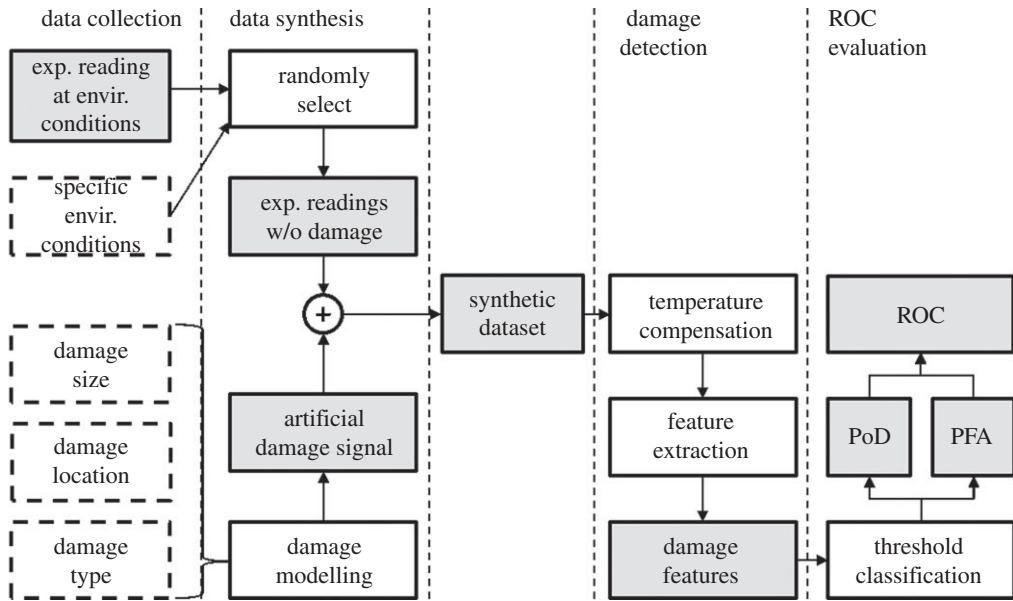 data collection
data synthesis
damage
detection
ROC
evaluation
exp. reading
at envir.
conditions
randomly
select
specific
envir.
conditions
exp. readings
w/o damage
+
synthetic
dataset
temperature
compensation
ROC
damage
size
artificial
damage signal
feature
extraction
PoD
PFA
damage
location
damage
type
damage
modelling
damage
features
threshold
classification